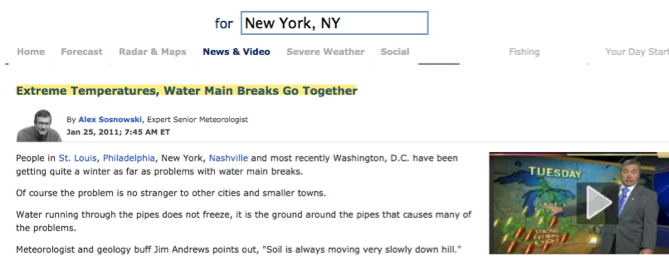 for New York, NY
Home Forecast Radar & Maps News & Video Severe Weather Social Fishing Your Day Start
Extreme Temperatures, Water Main Breaks Go Together
By Alex Sosnowski, Expert Senior Meteorologist
Jan 25, 2011; 7:45 AM ET
People in St. Louis, Philadelphia, New York, Nashville and most recently Washington, D.C. have been
getting quite a winter as far as problems with water main breaks.
Of course the problem is no stranger to other cities and smaller towns.
Water running through the pipes does not freeze, it is the ground around the pipes that causes many of
the problems.
Meteorologist and geology buff Jim Andrews points out, "Soil is always moving very slowly down hill."
TUESDAY
STRONG
EVENING